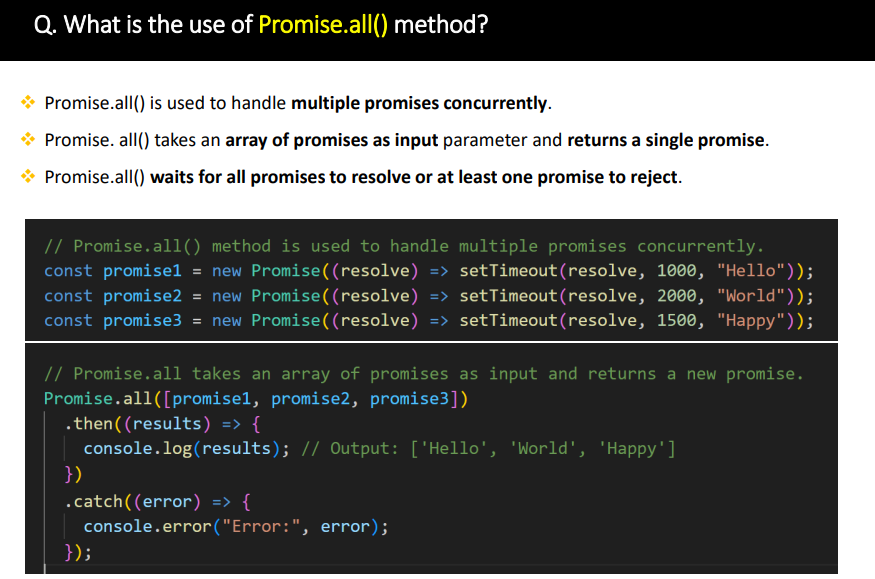 Q. What is the use of Promise.all() method?
Promise.all() is used to handle multiple promises concurrently.
Promise. all() takes an array of promises as input parameter and returns a single promise.
Promise.all() waits for all promises to resolve or at least one promise to reject.
// Promise.all() method is used to handle multiple promises concurrently.
const promise1 = new Promise((resolve) => setTimeout(resolve, 1000, "Hello"));
const promise2 = new Promise((resolve) => setTimeout(resolve, 2000, "World"));
const promise3 = new Promise((resolve) => setTimeout(resolve, 1500, "Happy"));
// Promise.all takes an array of promises as input and returns a new promise.
Promise.all([promise1, promise2, promise3])
  .then((results) => {
    console.log(results); // Output: ['Hello', 'World', 'Happy']
  })
  .catch((error) => {
    console.error("Error:", error);
  });